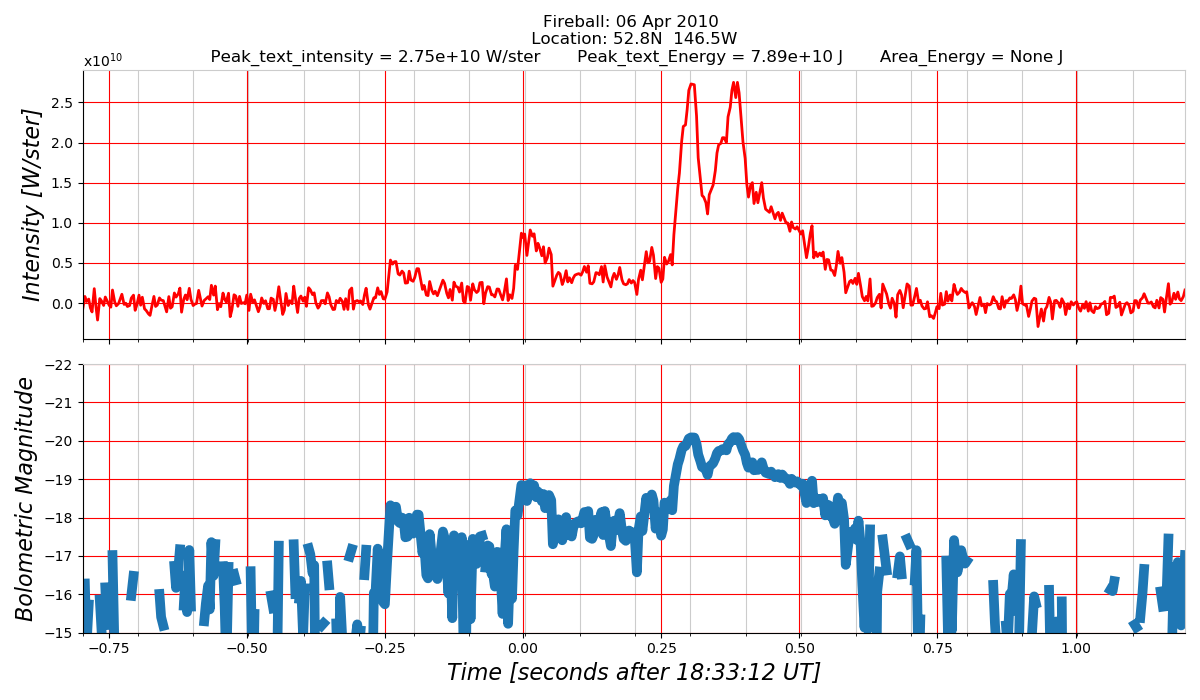 Fireball: 06 Apr 2010
Location: 52.8N  146.5W
Peak_text_intensity = 2.75e+10 W/ster       Peak_text_Energy = 7.89e+10 J       Area_Energy = None J
x10¹⁰
2.5
2.0
1.5
1.0
0.5
0.0
Intensity [W/ster]
−22
−21
−20
−19
−18
−17
−16
−15
Bolometric Magnitude
−0.75 −0.50 −0.25 0.00 0.25 0.50 0.75 1.00
Time [seconds after 18:33:12 UT]